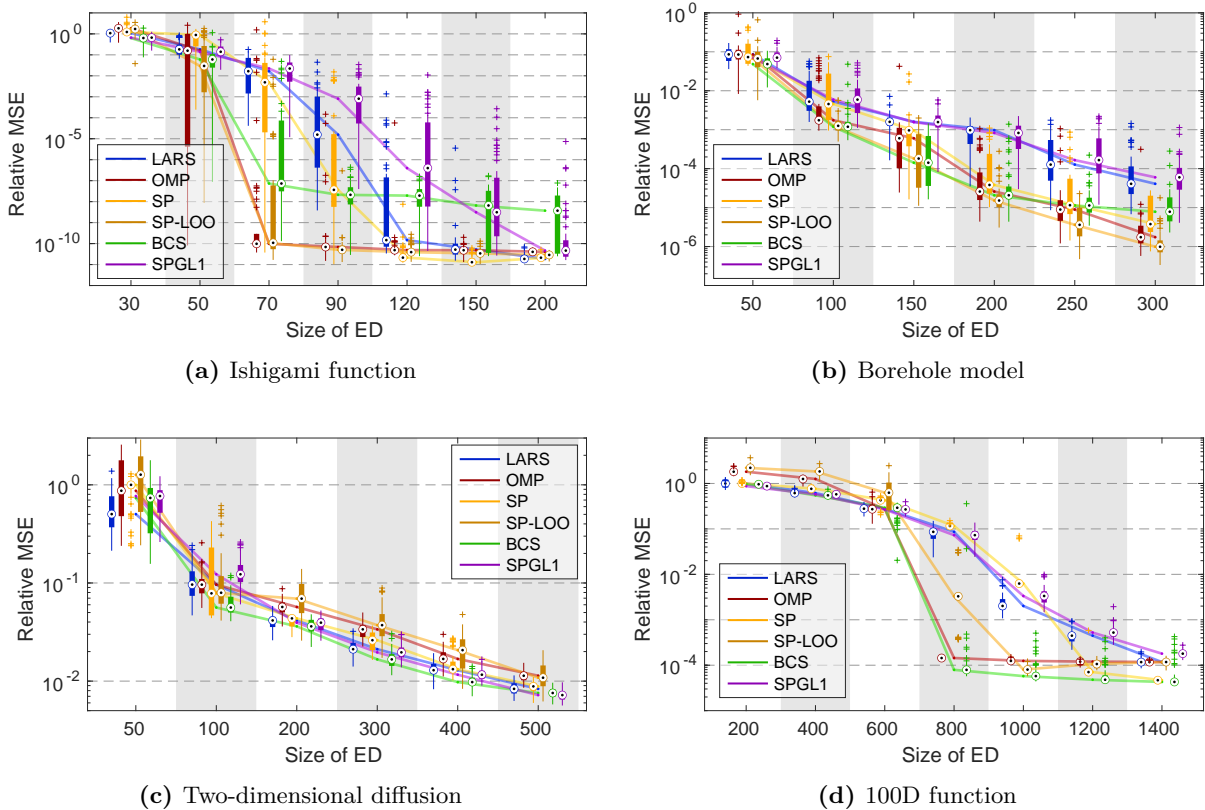 10^0
10^-5
10^-10
Relative MSE
LARS
OMP
SP
SP-LOO
BCS
SPGL1
30 50 70 90 120 150 200
Size of ED
(a) Ishigami function
10^0
10^-2
10^-4
10^-6
Relative MSE
LARS
OMP
SP
SP-LOO
BCS
SPGL1
50 100 150 200 250 300
Size of ED
(b) Borehole model
10^0
10^-1
10^-2
Relative MSE
LARS
OMP
SP
SP-LOO
BCS
SPGL1
50 100 200 300 400 500
Size of ED
(c) Two-dimensional diffusion
10^0
10^-2
10^-4
Relative MSE
LARS
OMP
SP
SP-LOO
BCS
SPGL1
200 400 600 800 1000 1200 1400
Size of ED
(d) 100D function